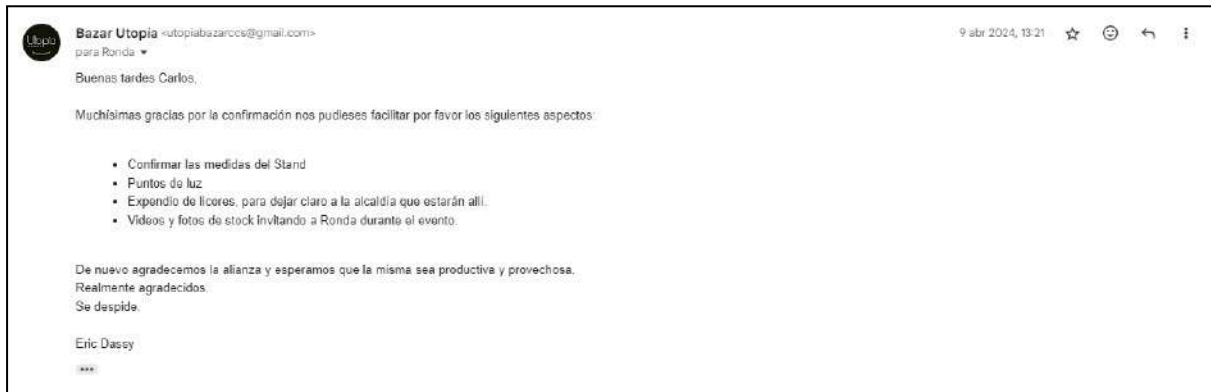 Utopia
Bazar Utopia <utopiabazarccs@gmail.com>
9 abr 2024, 13:21
para Ronda
Buenas tardes Carlos,
Muchísimas gracias por la confirmación nos pudieses facilitar por favor los siguientes aspectos:
• Confirmar las medidas del Stand
• Puntos de luz
• Expendio de licores, para dejar claro a la alcaldía que estarán allí.
• Videos y fotos de stock invitando a Ronda durante el evento.
De nuevo agradecemos la alianza y esperamos que la misma sea productiva y provechosa.
Realmente agradecidos.
Se despide.
Eric Dassy